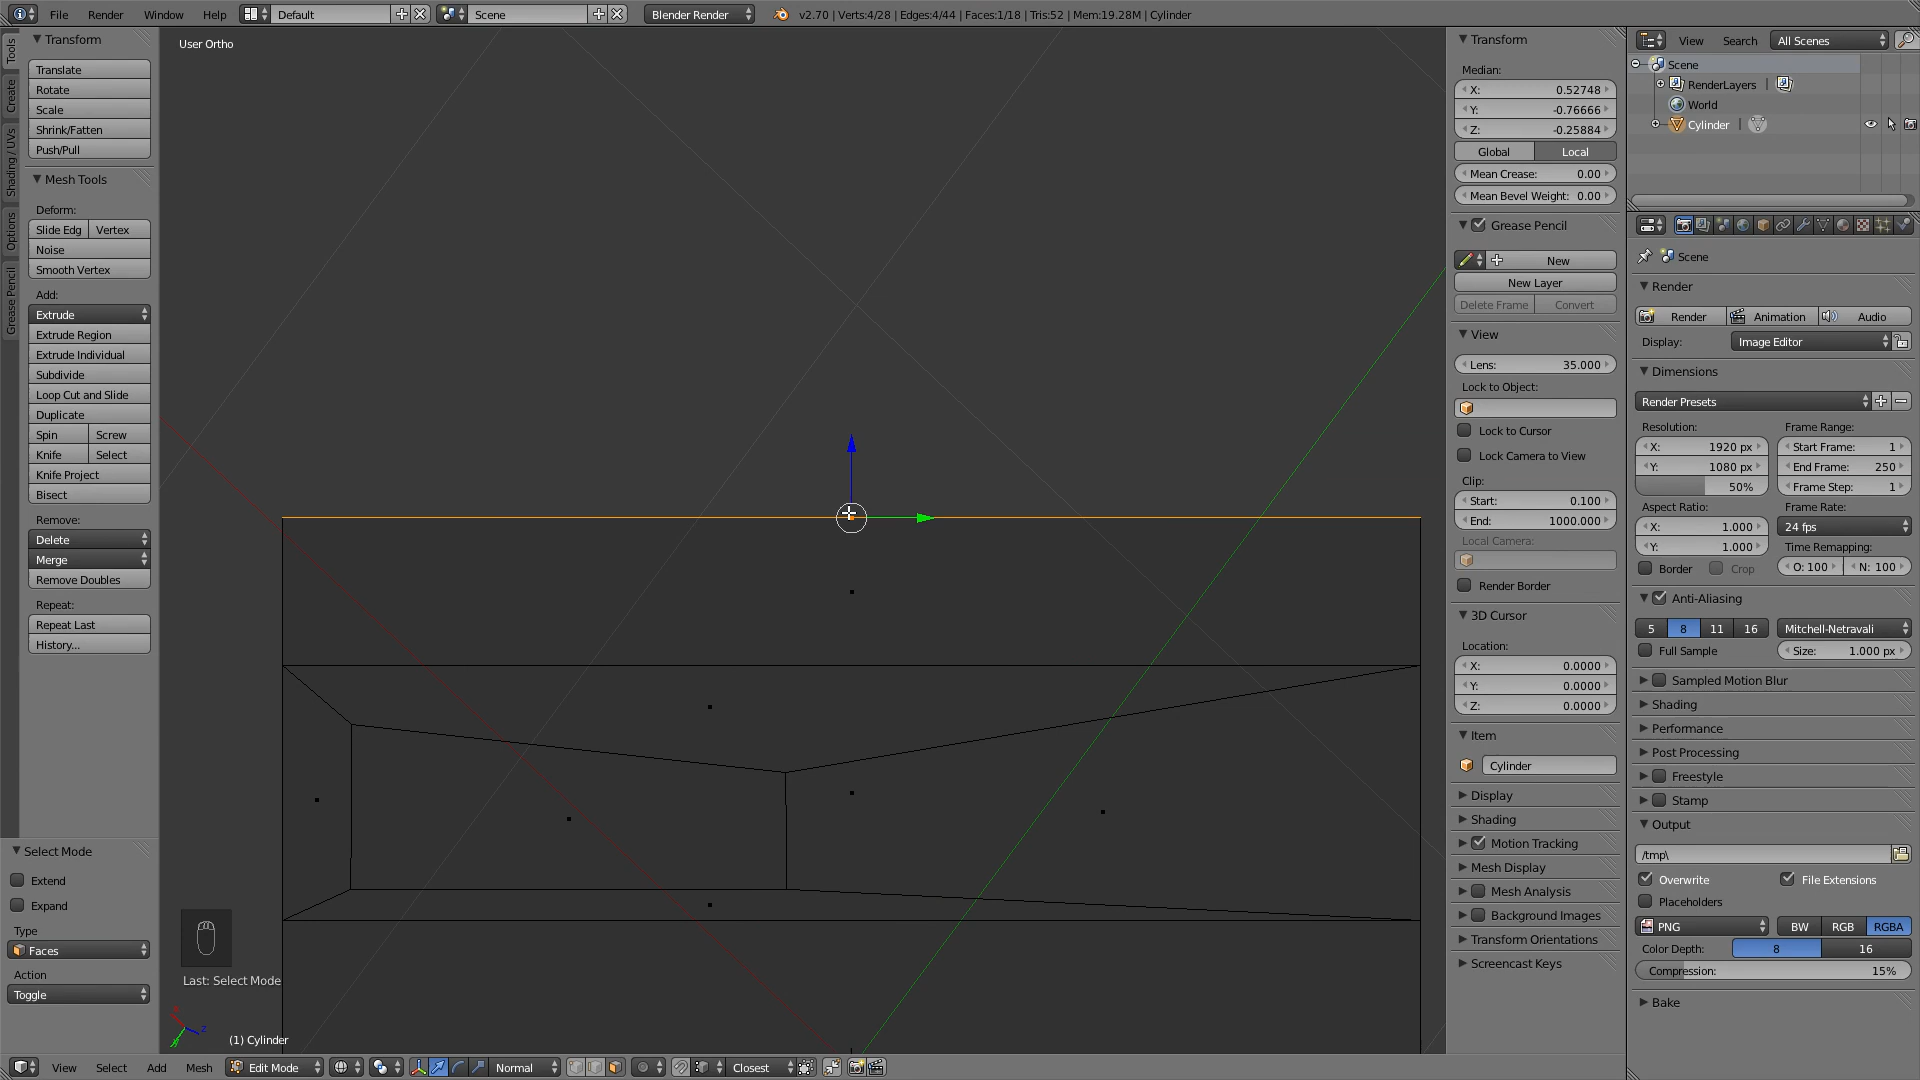 File Render Window Help Default Scene Blender Render v2.70 | Verts:4/28 | Edges:4/44 | Faces:1/18 | Tris:52 | Mem:19.28M | Cylinder
Tools
Create
Shading / UVs
Options
Grease Pencil
Transform
Translate
Rotate
Scale
Shrink/Fatten
Push/Pull
Mesh Tools
Deform:
Slide Edg Vertex
Noise
Smooth Vertex
Add:
Extrude
Extrude Region
Extrude Individual
Subdivide
Loop Cut and Slide
Duplicate
Spin Screw
Knife Select
Knife Project
Bisect
Remove:
Delete
Merge
Remove Doubles
Repeat:
Repeat Last
History...
Select Mode
Extend
Expand
Type
Faces
Action
Toggle
User Ortho
Last: Select Mode
z
(1) Cylinder
View Select Add Mesh Edit Mode Normal Closest
Transform
Median:
X: 0.52748
Y: -0.76666
Z: -0.25884
Global Local
Mean Crease: 0.00
Mean Bevel Weight: 0.00
Grease Pencil
New
New Layer
Delete Frame Convert
View
Lens: 35.000
Lock to Object:
Lock to Cursor
Lock Camera to View
Clip:
Start: 0.100
End: 1000.000
Local Camera:
Render Border
3D Cursor
Location:
X: 0.0000
Y: 0.0000
Z: 0.0000
Item
Cylinder
Display
Shading
Motion Tracking
Mesh Display
Mesh Analysis
Background Images
Transform Orientations
Screencast Keys
View Search All Scenes
Scene
RenderLayers |
World
Cylinder |
Scene
Render
Render Animation Audio
Display: Image Editor
Dimensions
Render Presets
Resolution: Frame Range:
X: 1920 px Start Frame: 1
Y: 1080 px End Frame: 250
50% Frame Step: 1
Aspect Ratio: Frame Rate:
X: 1.000 24 fps
Y: 1.000 Time Remapping:
Border Crop O: 100 N: 100
Anti-Aliasing
5 8 11 16 Mitchell-Netravali
Full Sample Size: 1.000 px
Sampled Motion Blur
Shading
Performance
Post Processing
Freestyle
Stamp
Output
/tmp\
Overwrite File Extensions
Placeholders
PNG BW RGB RGBA
Color Depth: 8 16
Compression: 15%
Bake